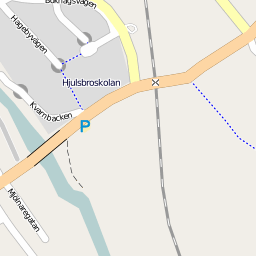 Bokhagsvägen
Hagebyvägen
Hjulsbroskolan
Kvarnbacken
P
Mjölnaregatan